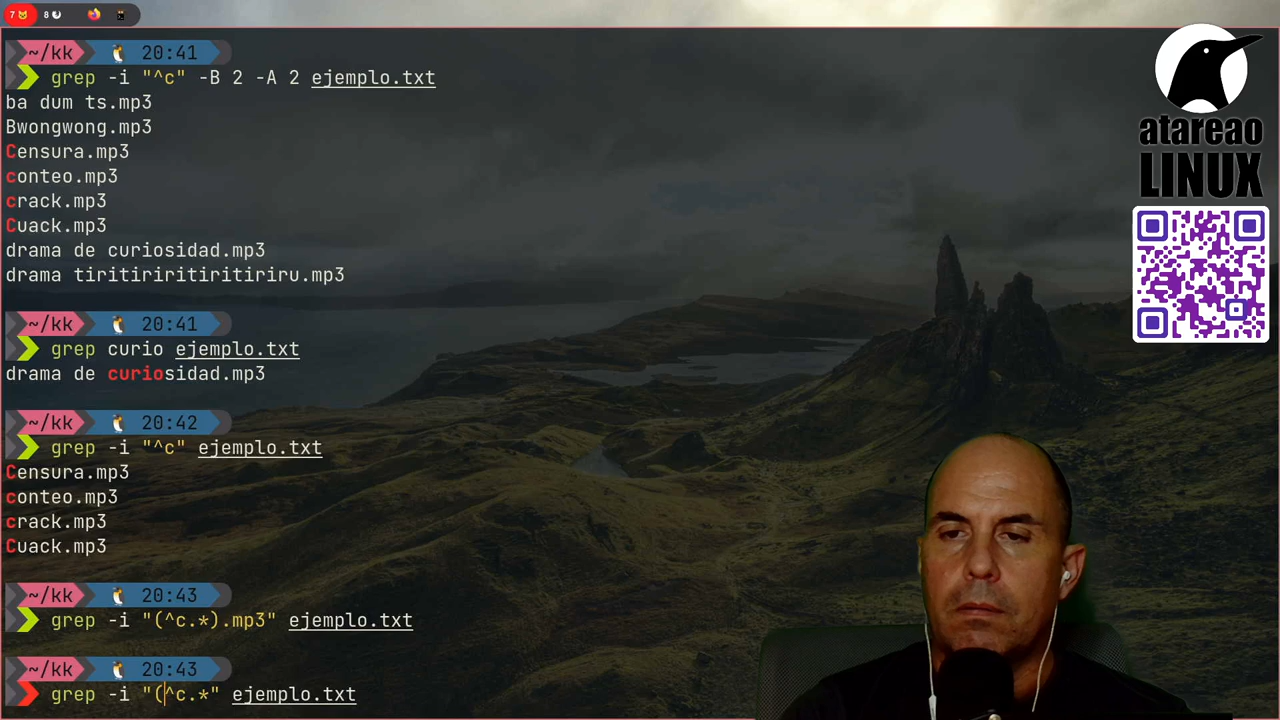 7 8
~/kk 20:41
grep -i "^c" -B 2 -A 2 ejemplo.txt
ba dum ts.mp3
Bwongwong.mp3
Censura.mp3
conteo.mp3
crack.mp3
Cuack.mp3
drama de curiosidad.mp3
drama tiritiriritiritiriru.mp3
~/kk 20:41
grep curio ejemplo.txt
drama de curiosidad.mp3
~/kk 20:42
grep -i "^c" ejemplo.txt
Censura.mp3
conteo.mp3
crack.mp3
Cuack.mp3
~/kk 20:43
grep -i "(^c.*).mp3" ejemplo.txt
~/kk 20:43
grep -i "(^c.*" ejemplo.txt
atareao
LINUX